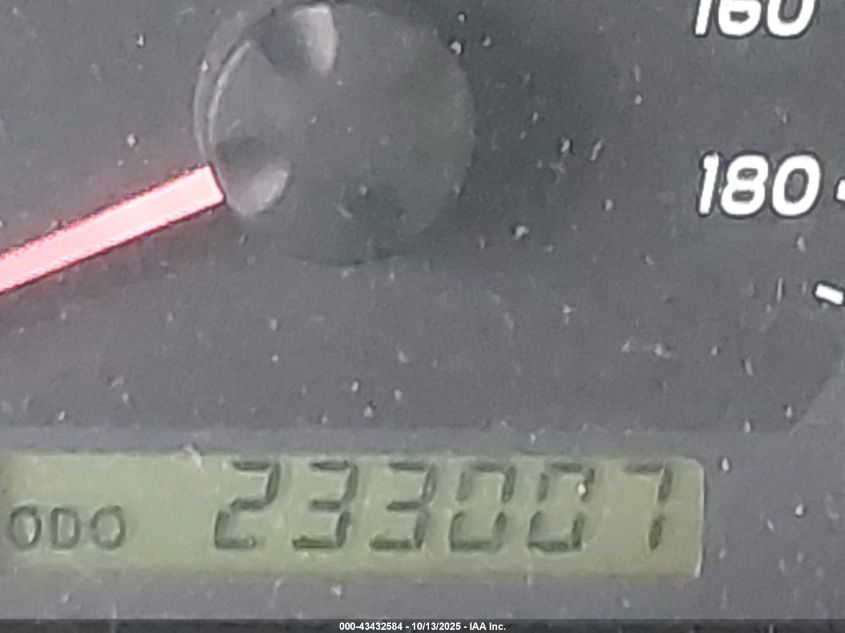 160
180
ODO 233007
000-43432584 - 10/13/2025 - IAA Inc.